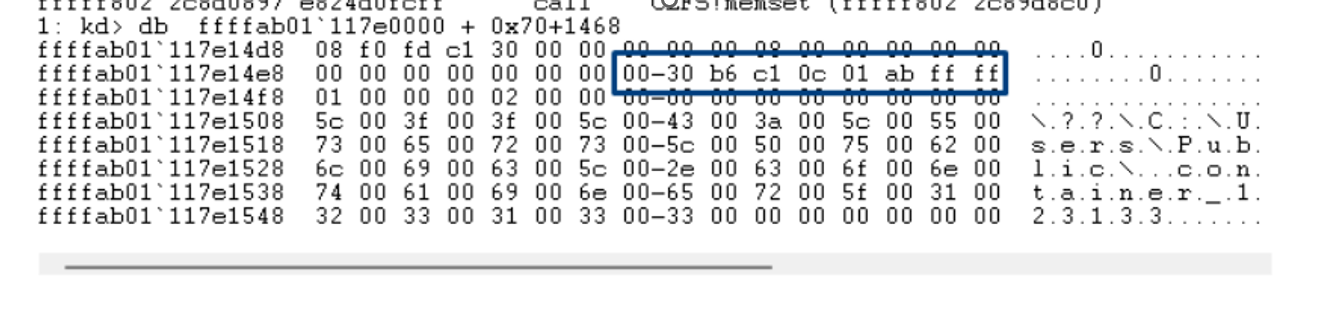 fffff802`2c8d0897 e824d0fcff      call    CQFS!memset (fffff802`2c89d8c0)
1: kd> db  ffffab01`117e0000 + 0x70+1468
ffffab01`117e14d8  08 f0 fd c1 30 00 00 00-00 00 08 00 00 00 00 00  ....0...........
ffffab01`117e14e8  00 00 00 00 00 00 00 00-30 b6 c1 0c 01 ab ff ff  ........0.......
ffffab01`117e14f8  01 00 00 00 02 00 00 00-00 00 00 00 00 00 00 00  ................
ffffab01`117e1508  5c 00 3f 00 3f 00 5c 00-43 00 3a 00 5c 00 55 00  \.?.?.\.C.:.\.U.
ffffab01`117e1518  73 00 65 00 72 00 73 00-5c 00 50 00 75 00 62 00  s.e.r.s.\.P.u.b.
ffffab01`117e1528  6c 00 69 00 63 00 5c 00-2e 00 63 00 6f 00 6e 00  l.i.c.\...c.o.n.
ffffab01`117e1538  74 00 61 00 69 00 6e 00-65 00 72 00 5f 00 31 00  t.a.i.n.e.r._.1.
ffffab01`117e1548  32 00 33 00 31 00 33 00-33 00 00 00 00 00 00 00  2.3.1.3.3.......